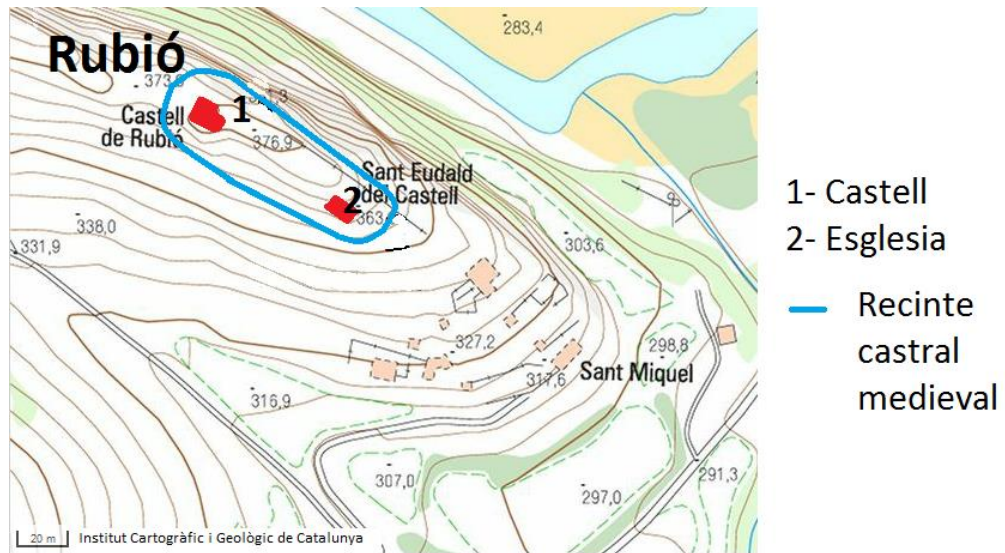 Rubió
283,4
373,
1
Castell
de Rubió
376,9
Sant Eudald
del Castell
2
363,
338,0
331,9
303,6
327,2
298,8
317,6
Sant Miquel
316,9
307,0
297,0
291,3
20 m
Institut Cartogràfic i Geològic de Catalunya
1- Castell
2- Esglesia
Recinte
castral
medieval